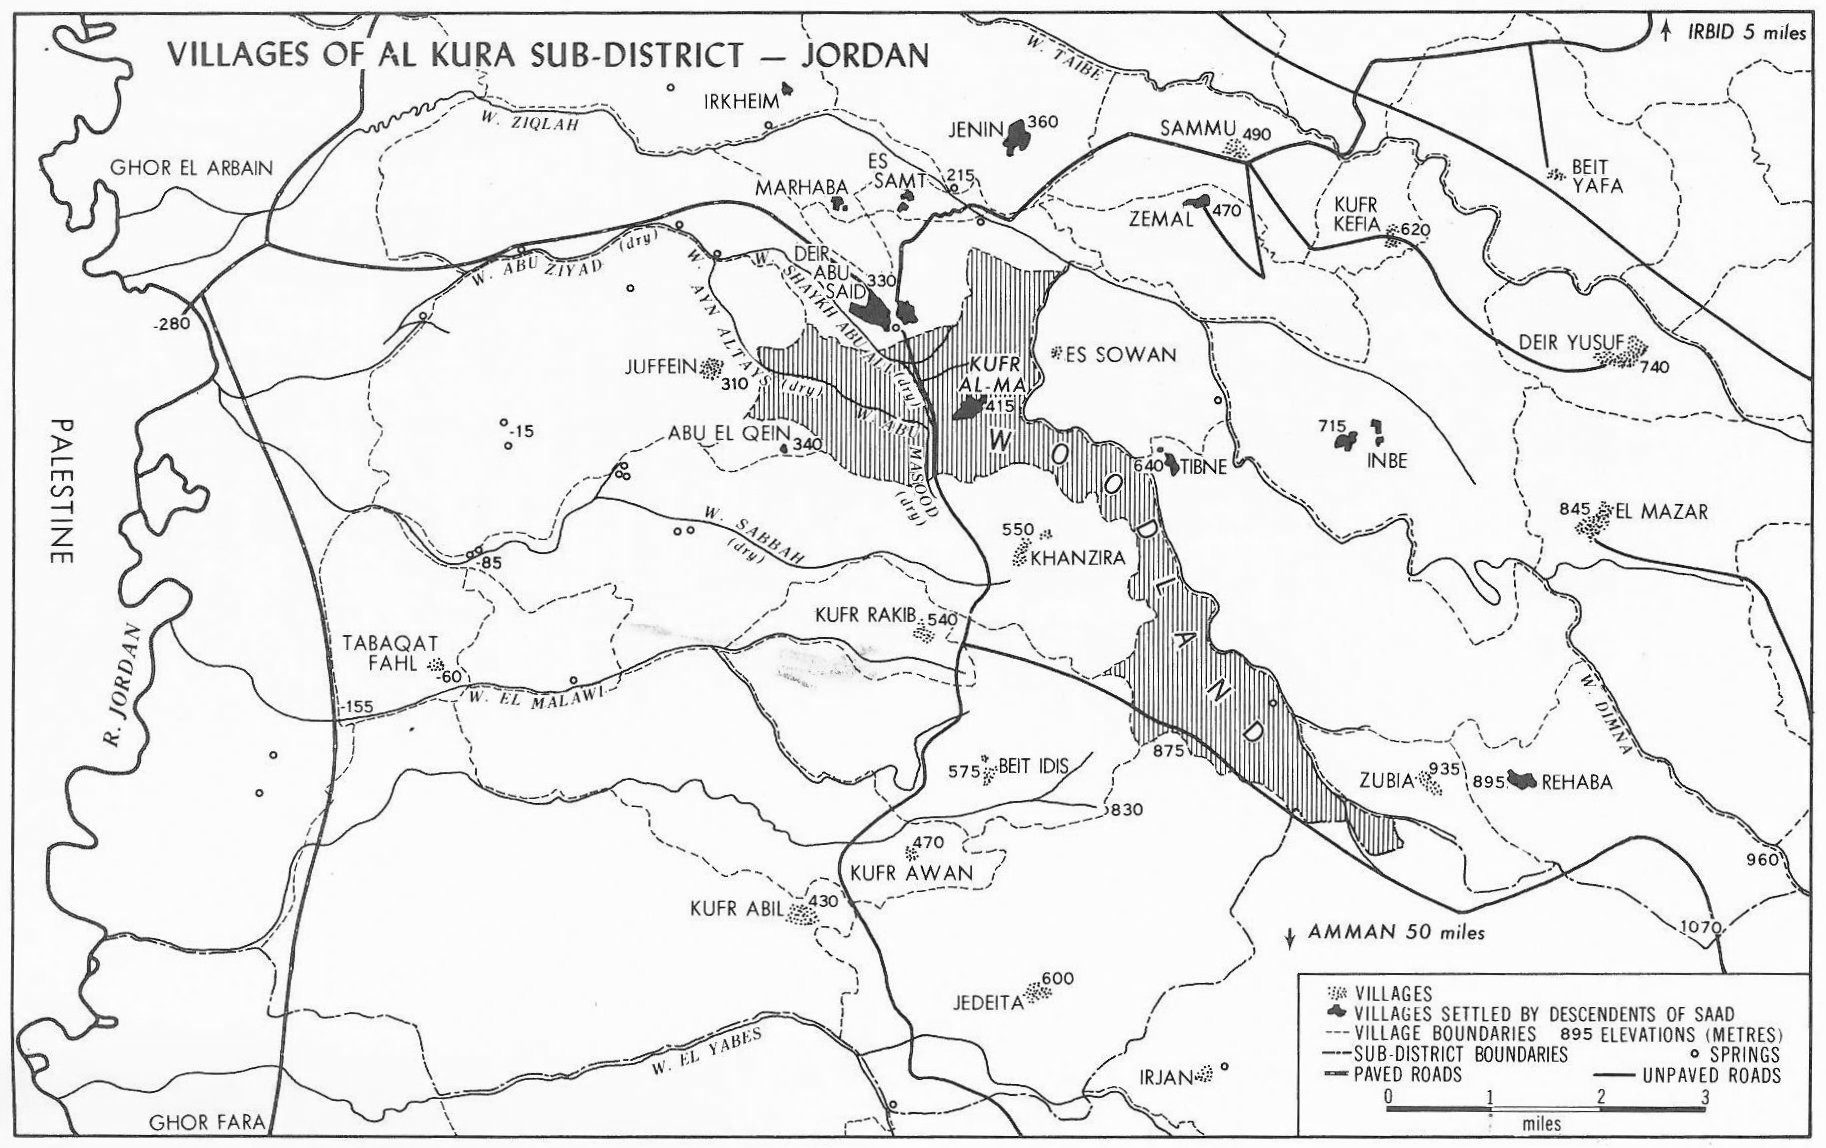 VILLAGES OF AL KURA SUB-DISTRICT — JORDAN
IRBID 5 miles
W. TAIBE
IRKHEIM
W. ZIQLAH
JENIN 360
SAMMU 490
GHOR EL ARBAIN
ES
SAMT
215
MARHABA
BEIT
YAFA
ZEMAL 470
KUFR
KEFIA 620
(dry)
W. ABU ZIYAD
DEIR
ABU
SAID 330
W. SHAYKH ABU ALI (dry)
W. AYN ALTAYS (dry)
-280
JUFFEIN 310
KUFR
AL-MA
415
ES SOWAN
DEIR YUSUF
740
PALESTINE
-15
ABU EL QEIN 340
W. ABU MASOOD
(dry)
WOODLAND
640 TIBNE
715
INBE
845 EL MAZAR
W. SABBAH
(dry)
550
KHANZIRA
-85
KUFR RAKIB 540
TABAQAT
FAHL -60
R. JORDAN
W. EL MALAWI
-155
W. DIMNA
875
575 BEIT IDIS
830
ZUBIA 935
895 REHABA
470
KUFR AWAN
960
KUFR ABIL 430
AMMAN 50 miles
1070
600
JEDEITA
W. EL YABES
IRJAN
GHOR FARA
VILLAGES
VILLAGES SETTLED BY DESCENDENTS OF SAAD
VILLAGE BOUNDARIES 895 ELEVATIONS (METRES)
SUB-DISTRICT BOUNDARIES SPRINGS
PAVED ROADS UNPAVED ROADS
0 1 2 3
miles